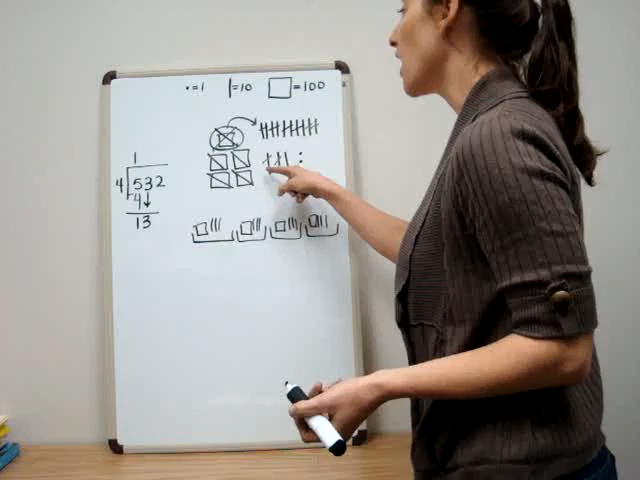 • = 1 | = 10 □ = 100
1
4 532
4
13